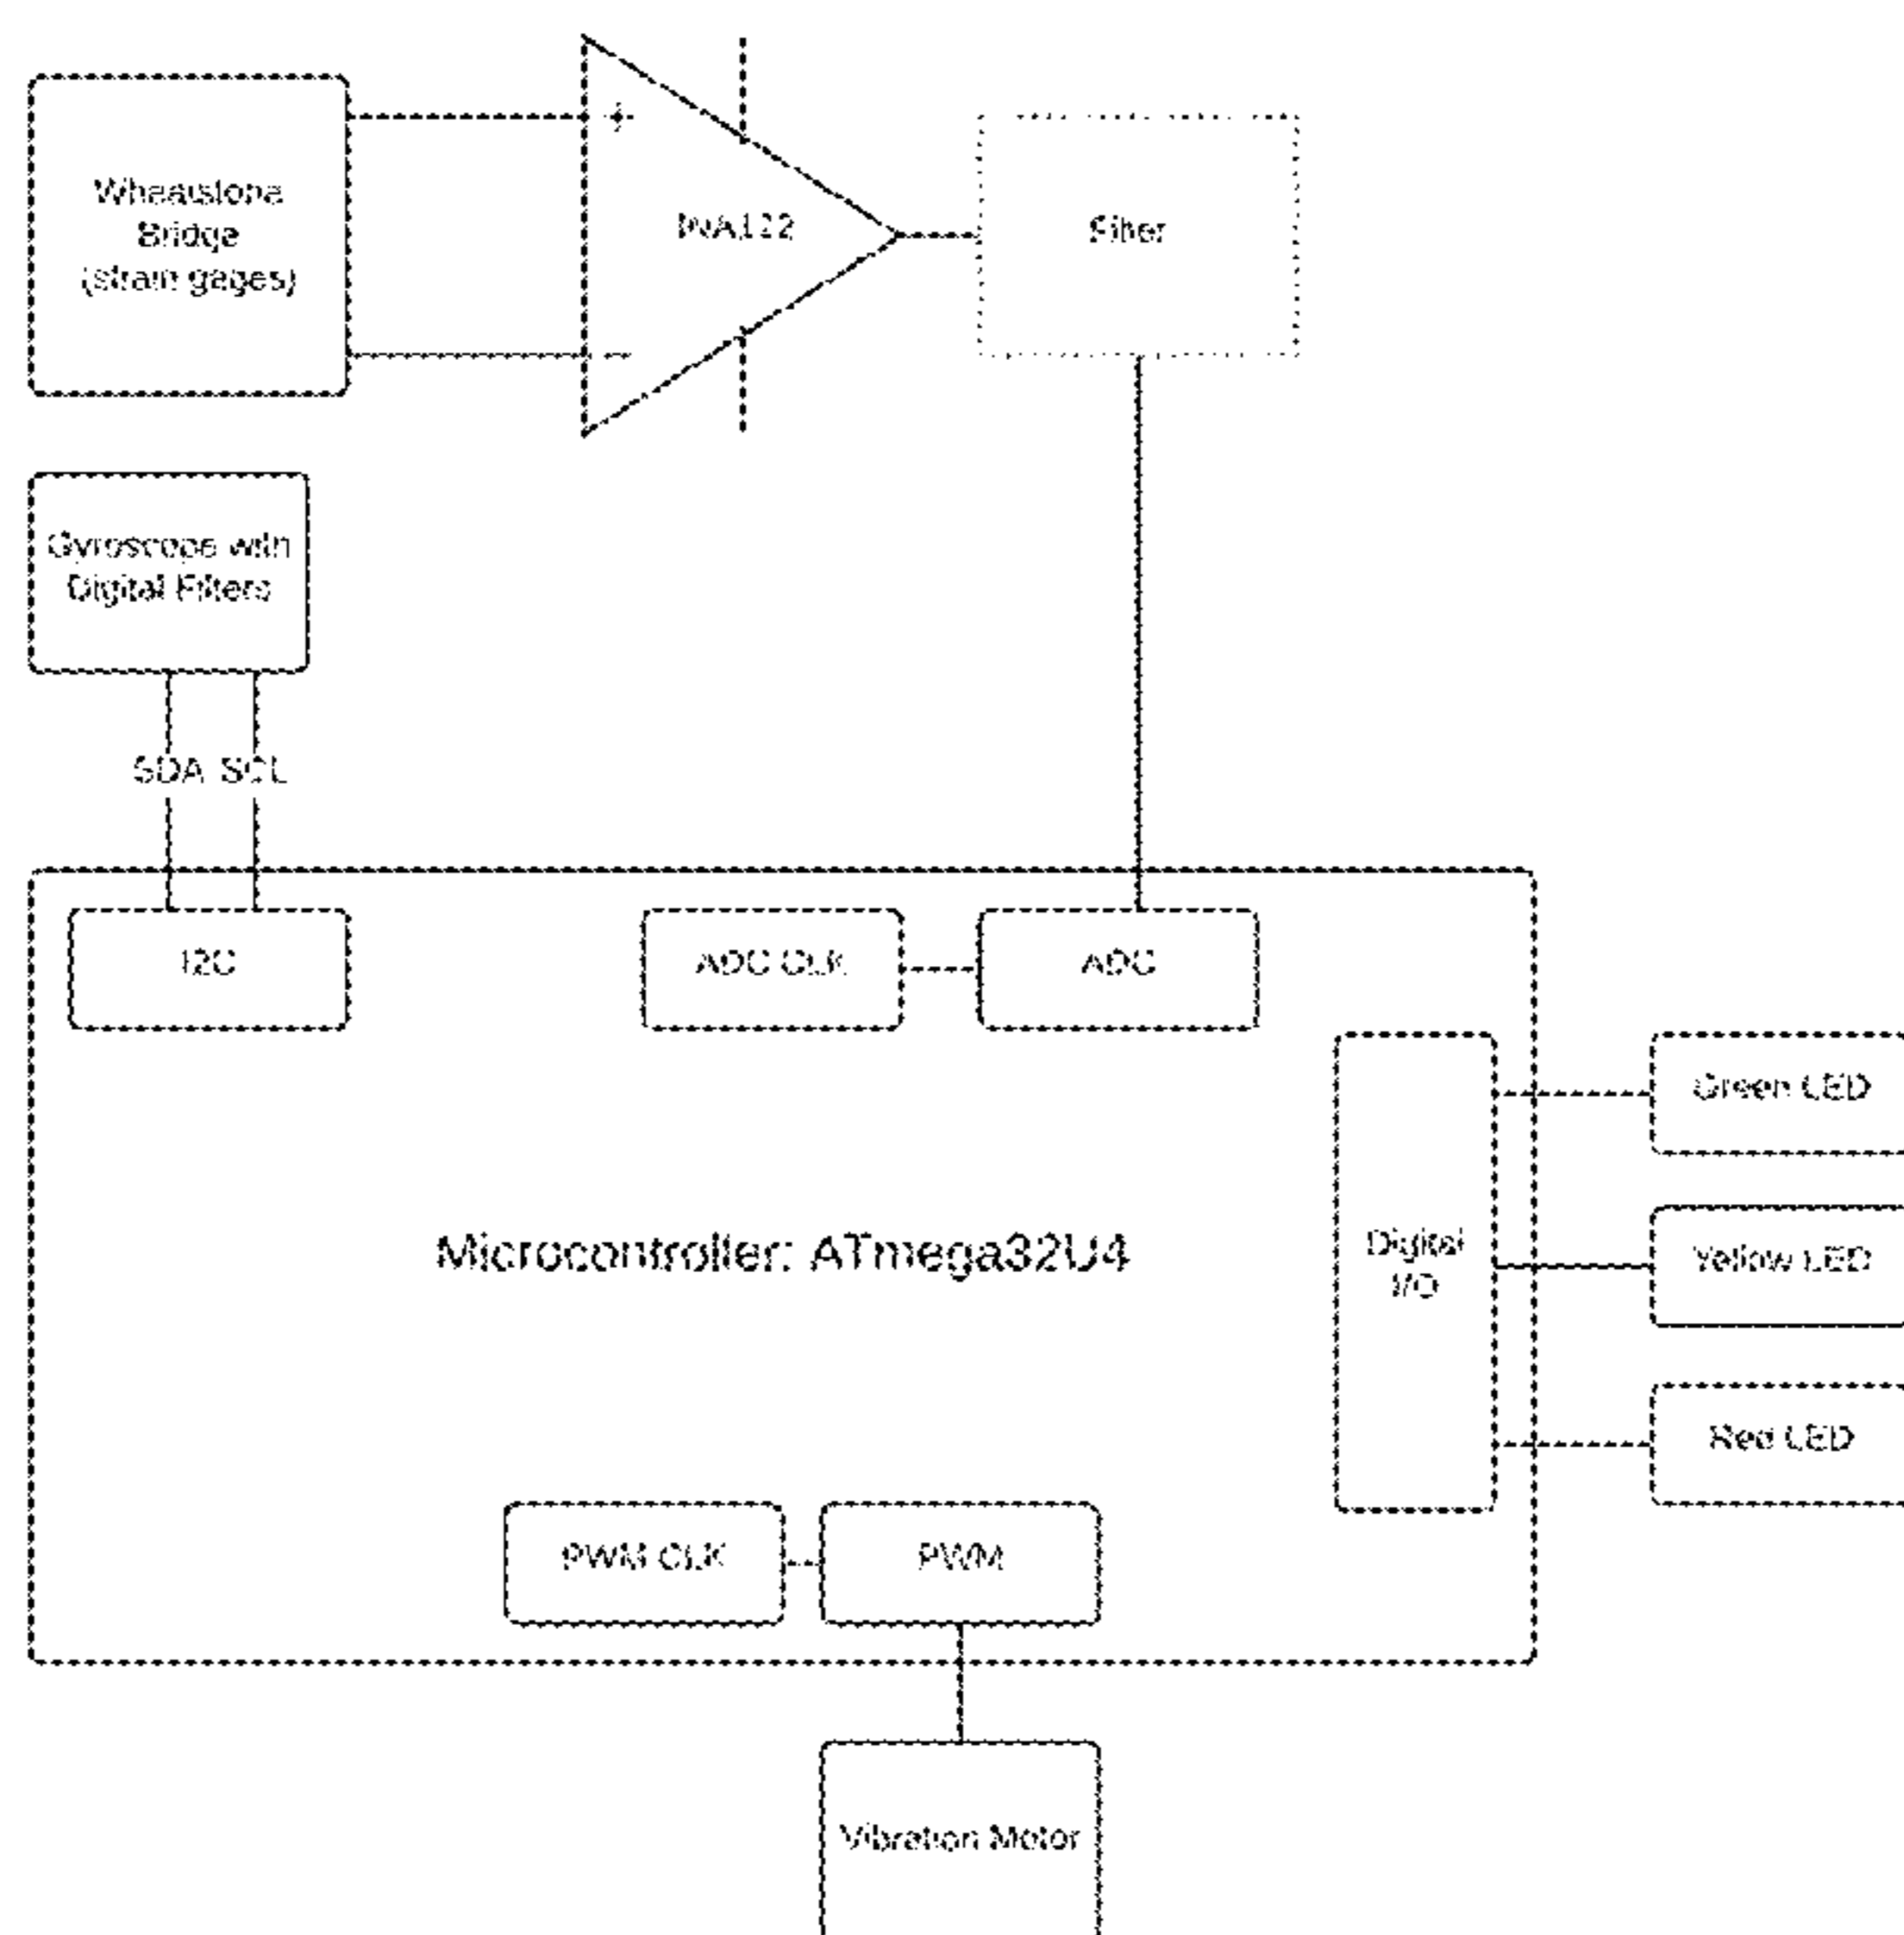 Wheatstone
Bridge
(strain gages)
+
INA122
-
Filter
Gyroscope with
Digital Filters
SDA SCL
I2C
ADC CLK
ADC
Green LED
Microcontroller: ATmega32U4
Digital
I/O
Yellow LED
Red LED
PWM CLK
PWM
Vibration Motor